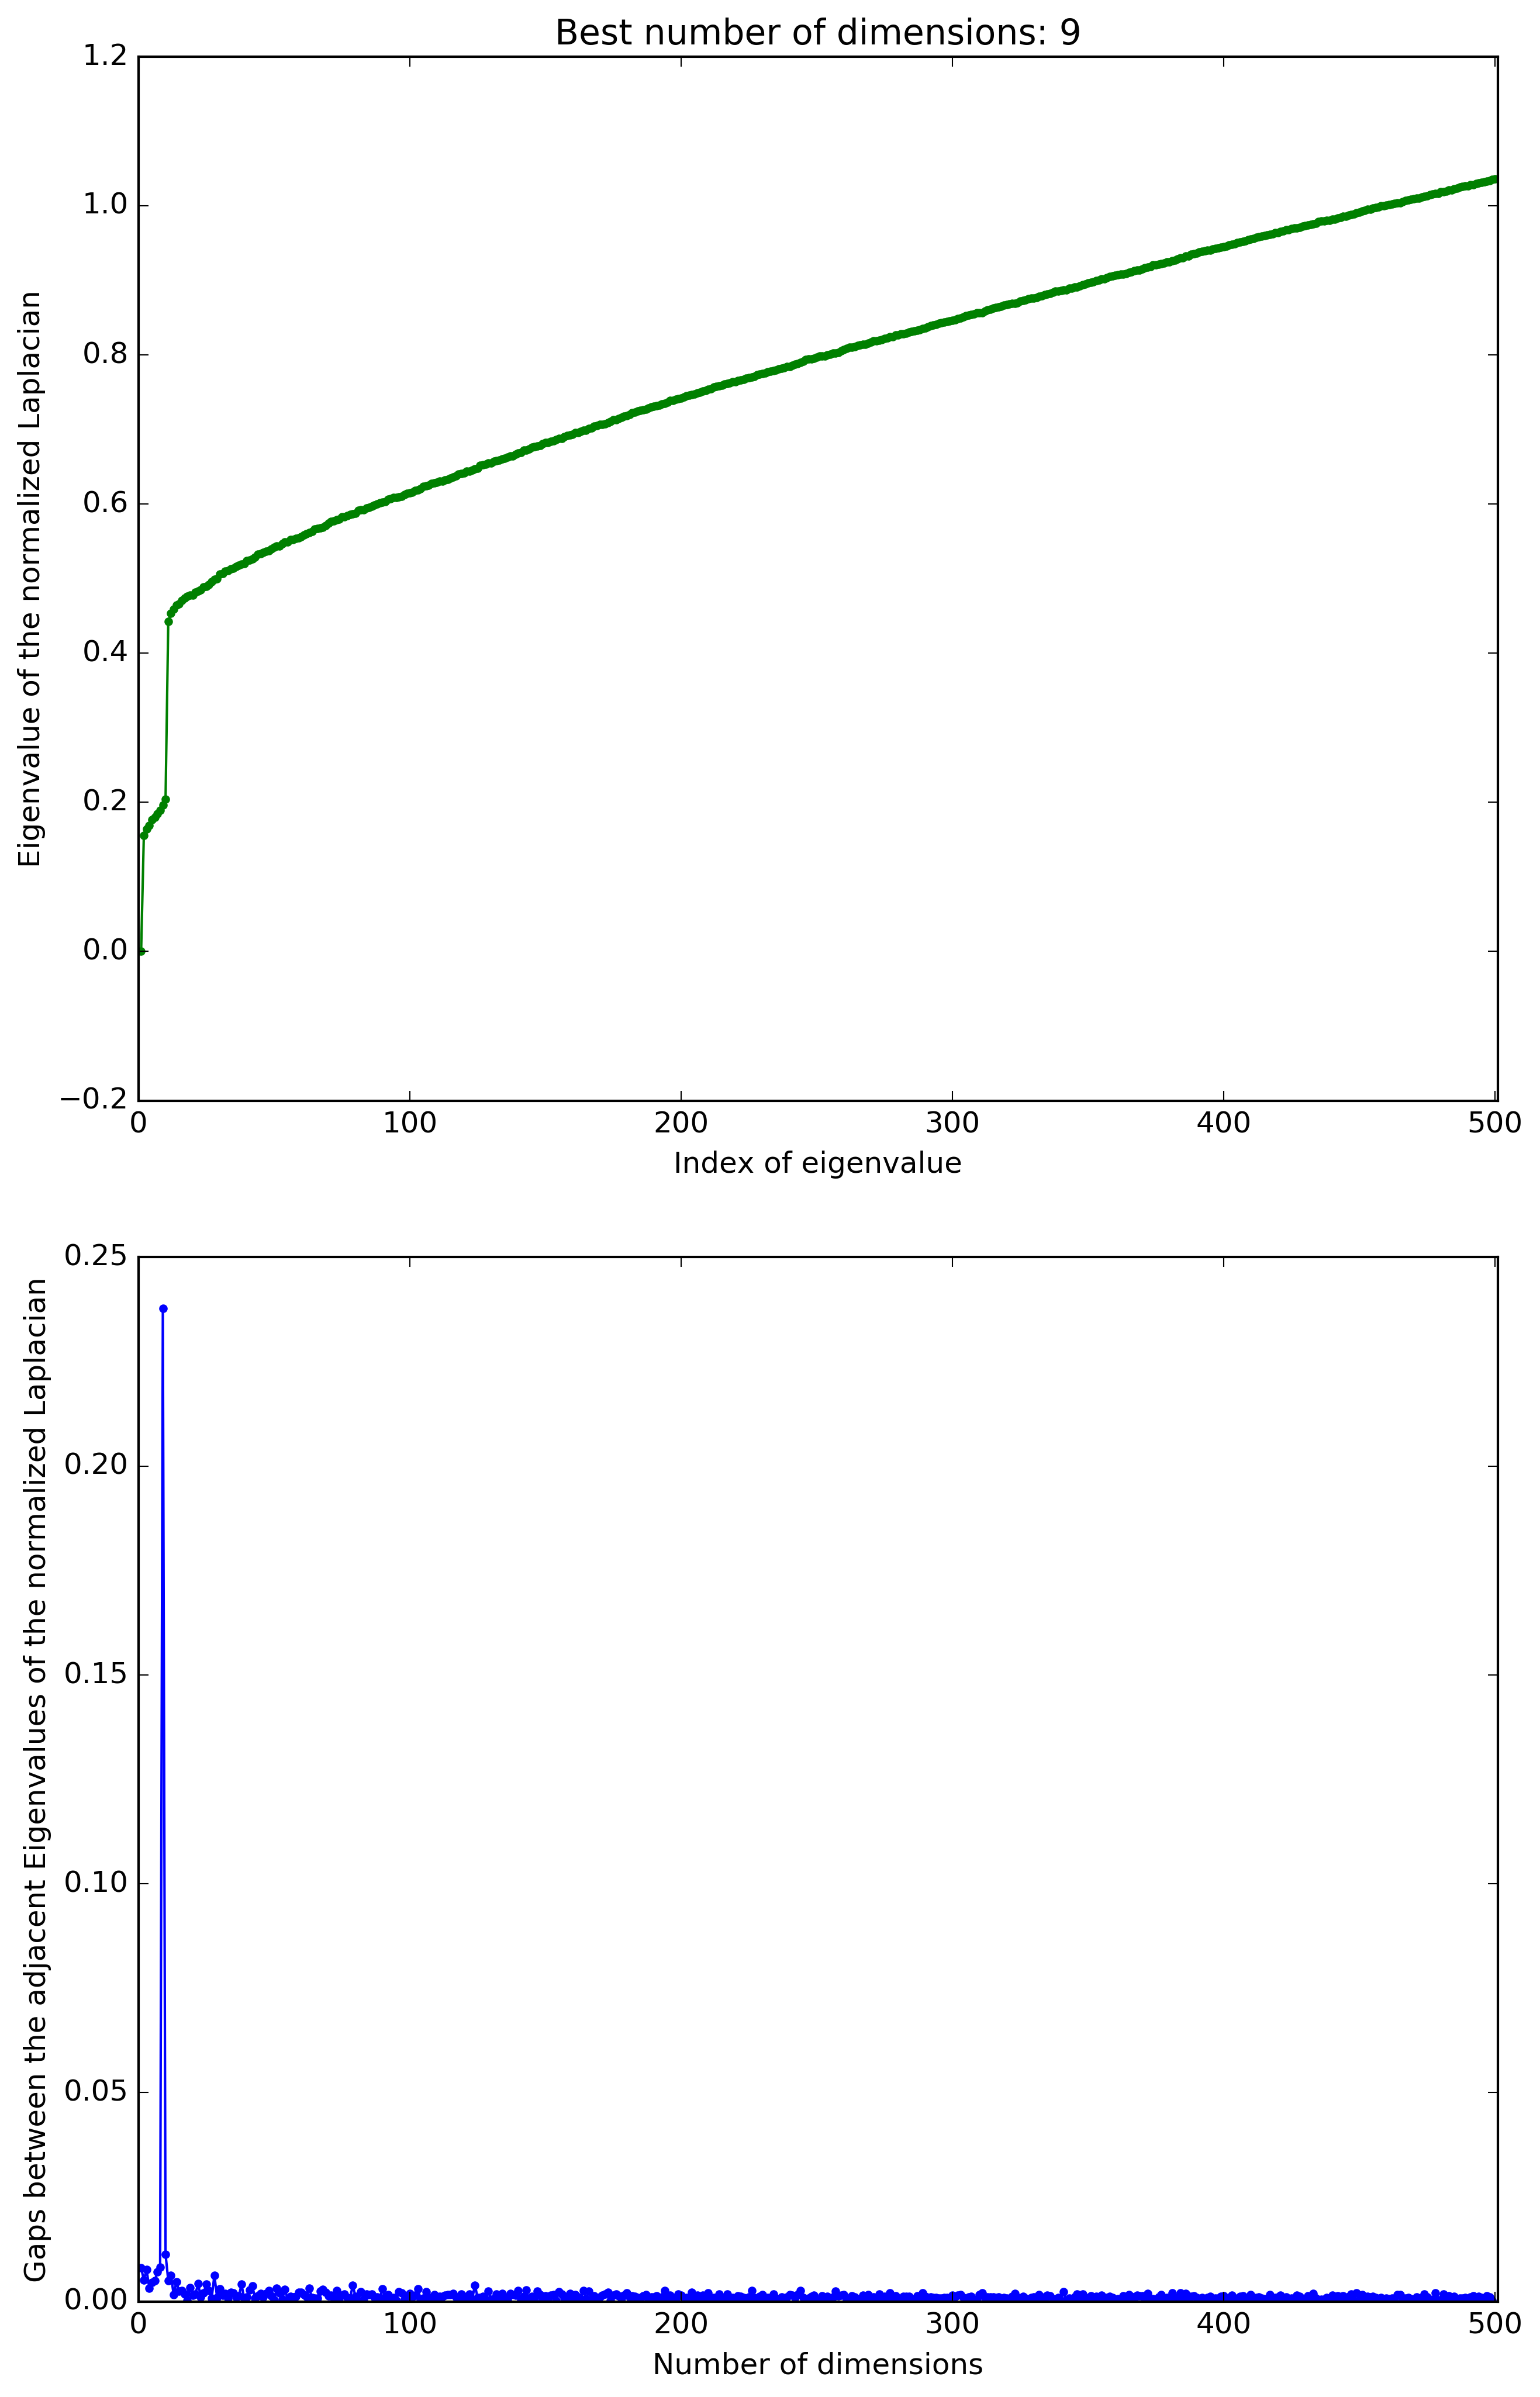 Best number of dimensions: 9
1.2
1.0
0.8
0.6
0.4
0.2
0.0
−0.2
Eigenvalue of the normalized Laplacian
0 100 200 300 400 500
Index of eigenvalue
0.25
0.20
0.15
0.10
0.05
0.00
Gaps between the adjacent Eigenvalues of the normalized Laplacian
0 100 200 300 400 500
Number of dimensions